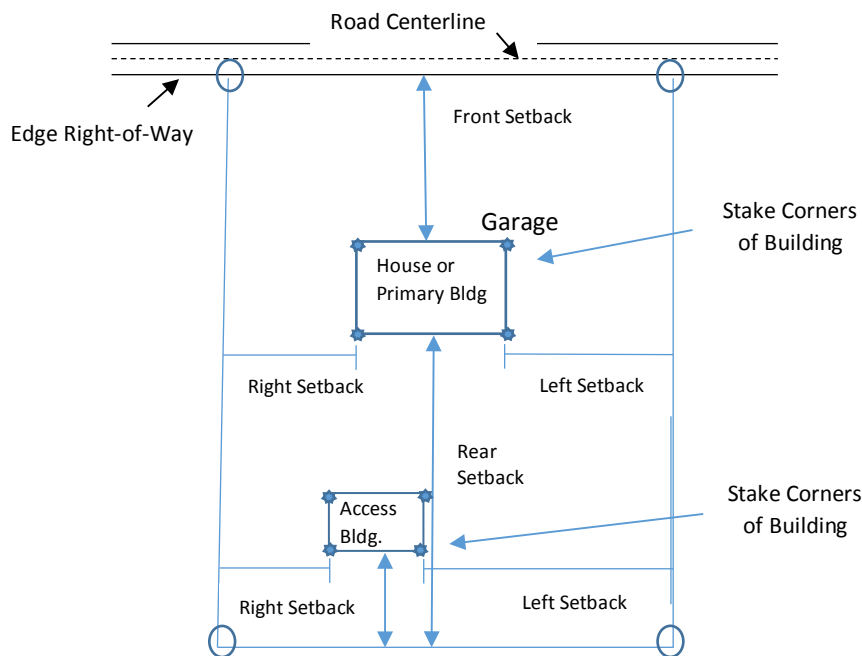 Road Centerline
Front Setback
Edge Right-of-Way
Garage
Stake Corners
of Building
House or
Primary Bldg
Right Setback
Left Setback
Rear
Setback
Stake Corners
of Building
Access
Bldg.
Right Setback
Left Setback